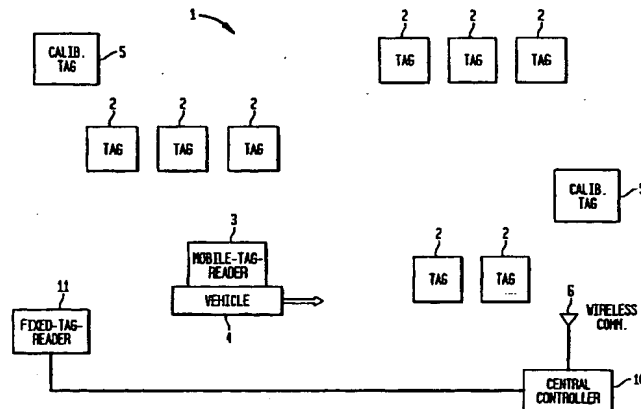 1
2 2 2
CALIB.
TAG
5
TAG TAG TAG
2 2 2
TAG TAG TAG
CALIB.
TAG
5
3
MOBILE-TAG-
READER
VEHICLE
4
2 2
TAG TAG
6
WIRELESS
COMM.
11
FIXED-TAG-
READER
CENTRAL
CONTROLLER